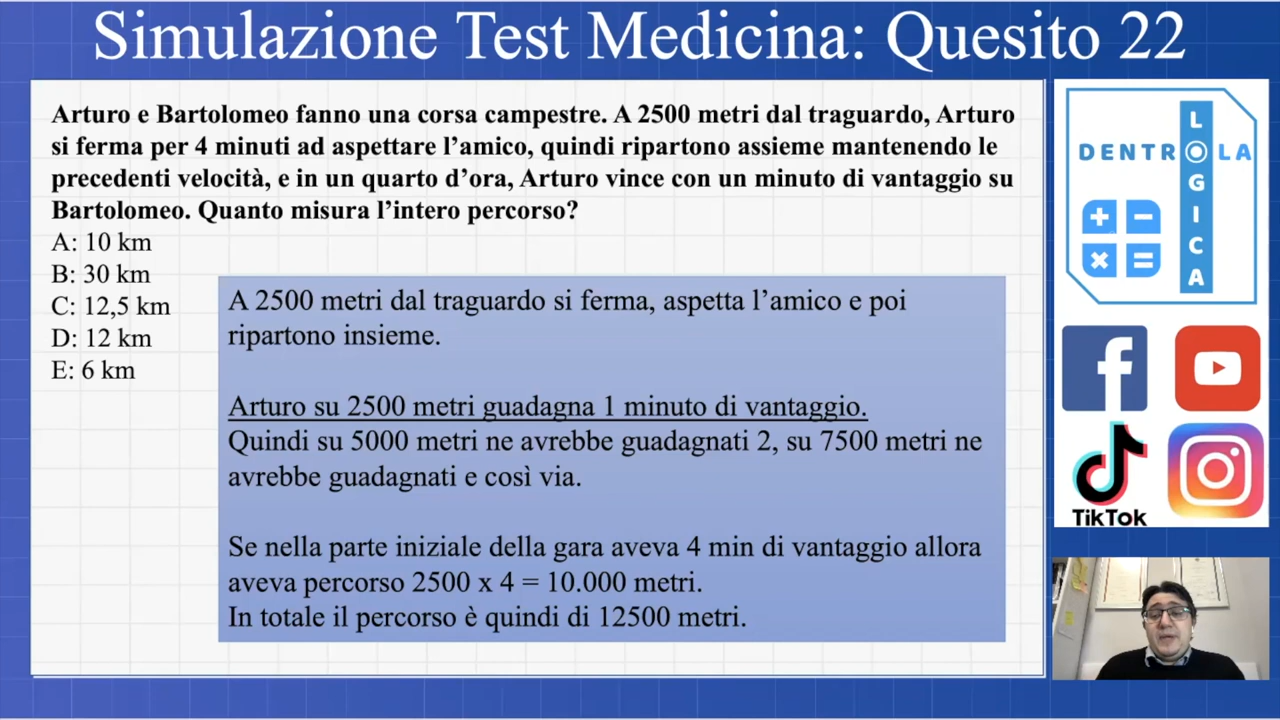 Simulazione Test Medicina: Quesito 22
Arturo e Bartolomeo fanno una corsa campestre. A 2500 metri dal traguardo, Arturo
si ferma per 4 minuti ad aspettare l’amico, quindi ripartono assieme mantenendo le
precedenti velocità, e in un quarto d’ora, Arturo vince con un minuto di vantaggio su
Bartolomeo. Quanto misura l’intero percorso?
A: 10 km
B: 30 km
C: 12,5 km
D: 12 km
E: 6 km
A 2500 metri dal traguardo si ferma, aspetta l’amico e poi
ripartono insieme.
Arturo su 2500 metri guadagna 1 minuto di vantaggio.
Quindi su 5000 metri ne avrebbe guadagnati 2, su 7500 metri ne
avrebbe guadagnati e così via.
Se nella parte iniziale della gara aveva 4 min di vantaggio allora
aveva percorso 2500 x 4 = 10.000 metri.
In totale il percorso è quindi di 12500 metri.
DENTROLA
LOGICA
TikTok